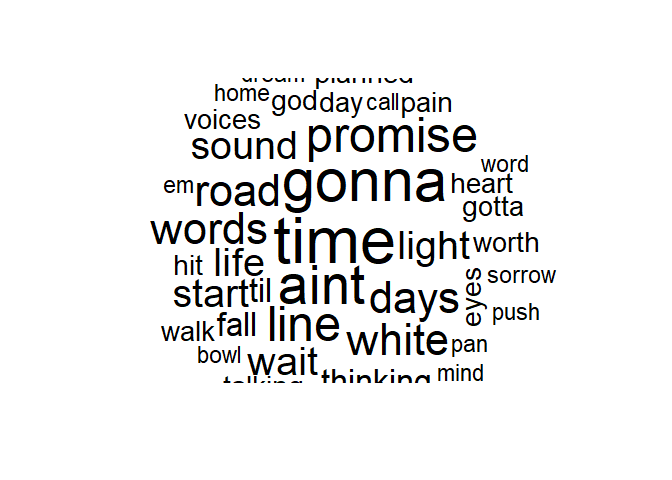 dream planned
home god day call pain
voices
sound promise
word
em road gonna heart
gotta
words time light worth
hit life
start til aint days eyes sorrow
push
walk fall line white pan
bowl wait
talking thinking mind